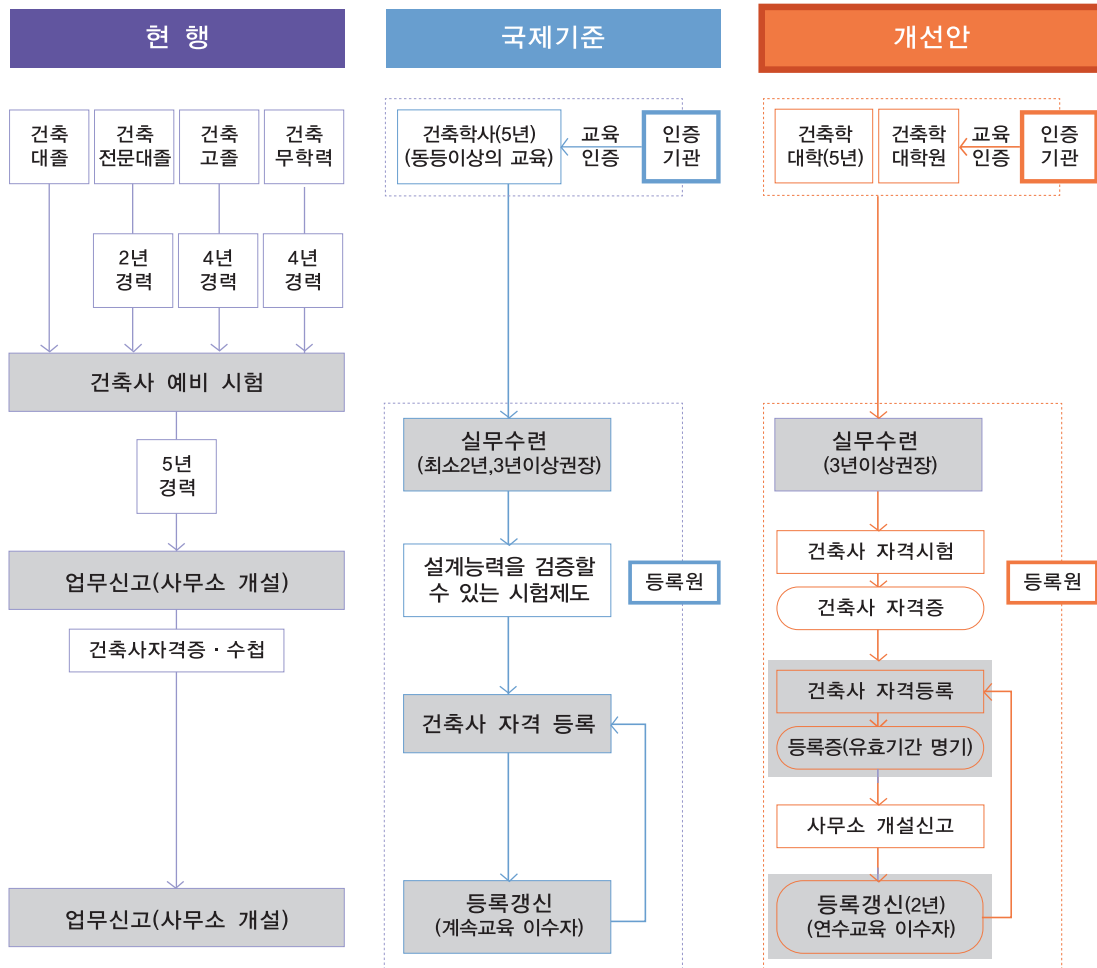 현 행
건축
대졸
건축
전문대졸
건축
고졸
건축
무학력
2년
경력
4년
경력
4년
경력
건축사 예비 시험
5년
경력
업무신고(사무소 개설)
건축사자격증·수첩
업무신고(사무소 개설)
국제기준
건축학사(5년)
(동등이상의 교육)
교육
인증
인증
기관
실무수련
(최소2년,3년이상권장)
설계능력을 검증할
수 있는 시험제도
등록원
건축사 자격 등록
등록갱신
(계속교육 이수자)
개선안
건축학
대학(5년)
건축학
대학원
교육
인증
인증
기관
실무수련
(3년이상권장)
건축사 자격시험
건축사 자격증
등록원
건축사 자격등록
등록증(유효기간 명기)
사무소 개설신고
등록갱신(2년)
(연수교육 이수자)